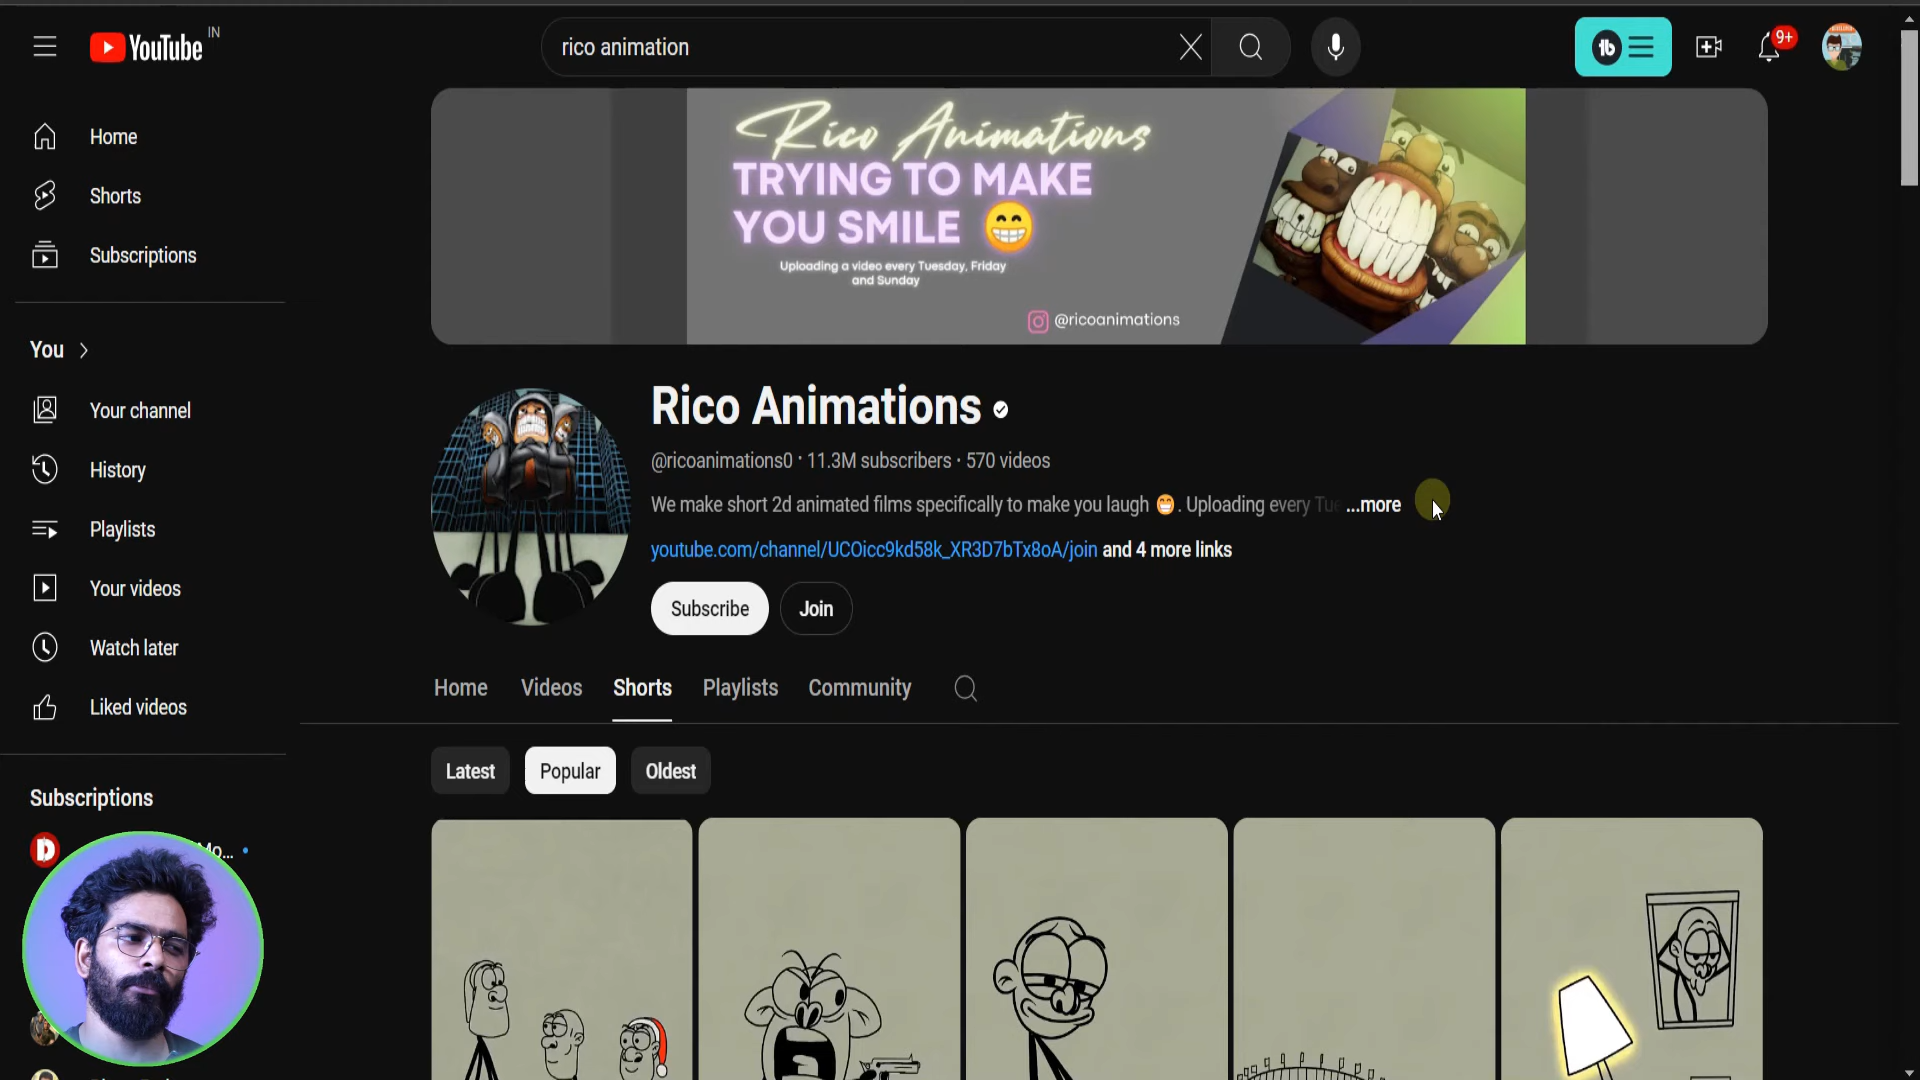 YouTube IN
rico animation
9+
Home
Shorts
Subscriptions
You
Your channel
History
Playlists
Your videos
Watch later
Liked videos
Subscriptions
Mo...
Rico Animations
TRYING TO MAKE
YOU SMILE 😁
Uploading a video every Tuesday, Friday
and Sunday
@ricoanimations
Rico Animations
@ricoanimations0 · 11.3M subscribers · 570 videos
We make short 2d animated films specifically to make you laugh 😁. Uploading every Tue ...more
youtube.com/channel/UCOicc9kd58k_XR3D7bTx8oA/join and 4 more links
Subscribe Join
Home Videos Shorts Playlists Community
Latest Popular Oldest